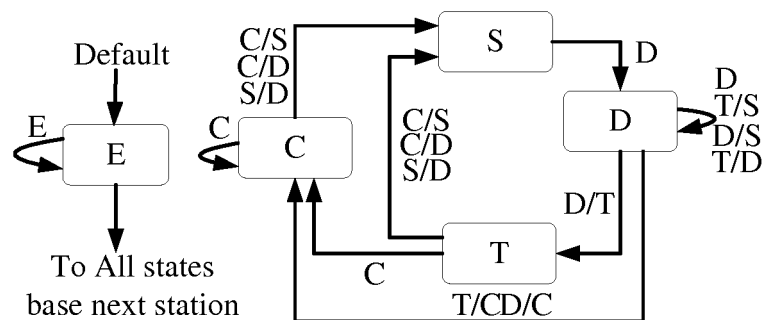 Default
E
E
To All states
base next station
C/S
C/D
S/D
C
C
S
D
D
D
T/S
D/S
T/D
C/S
C/D
S/D
D/T
T
C
T/CD/C